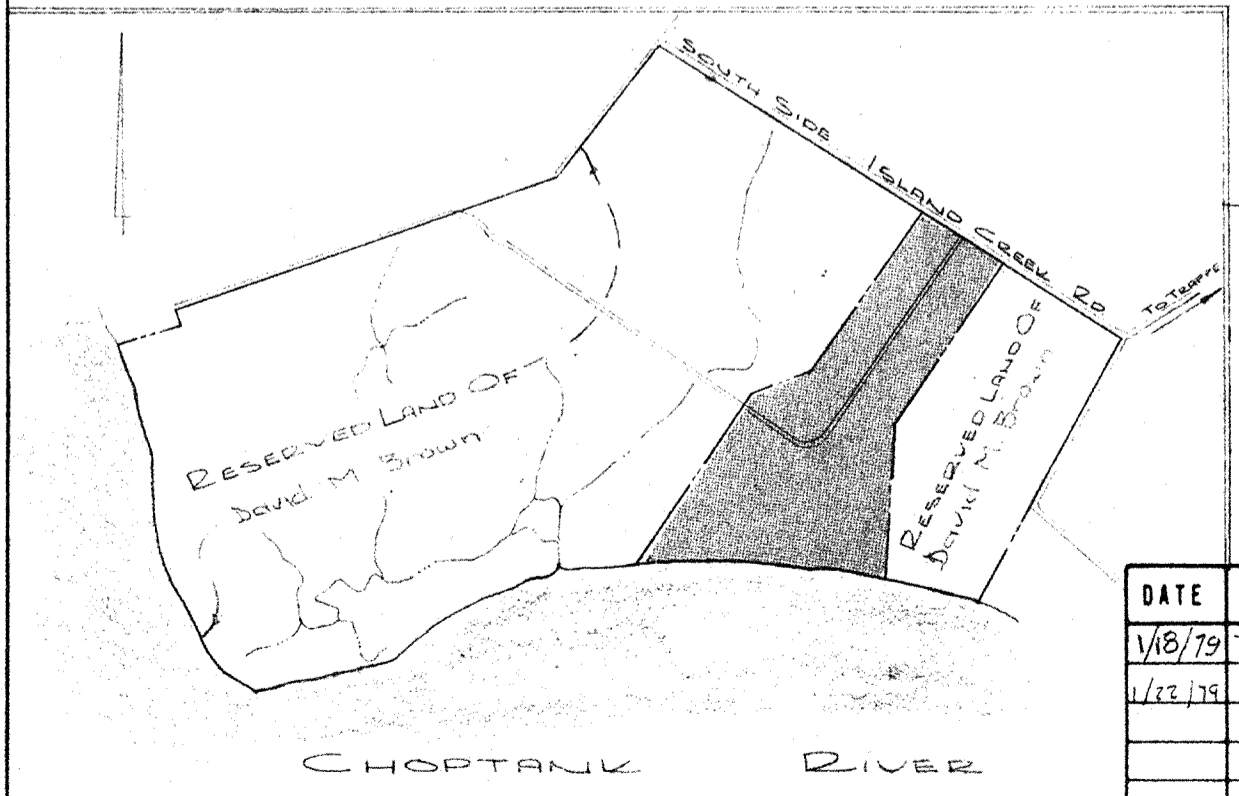 SOUTH SIDE ISLAND CREEK RD
TO TRAPPE
RESERVED LAND OF
David M Brown
RESERVED LAND OF
David M. Brown
DATE
1/18/79
1/22/79
CHOPTANK RIVER